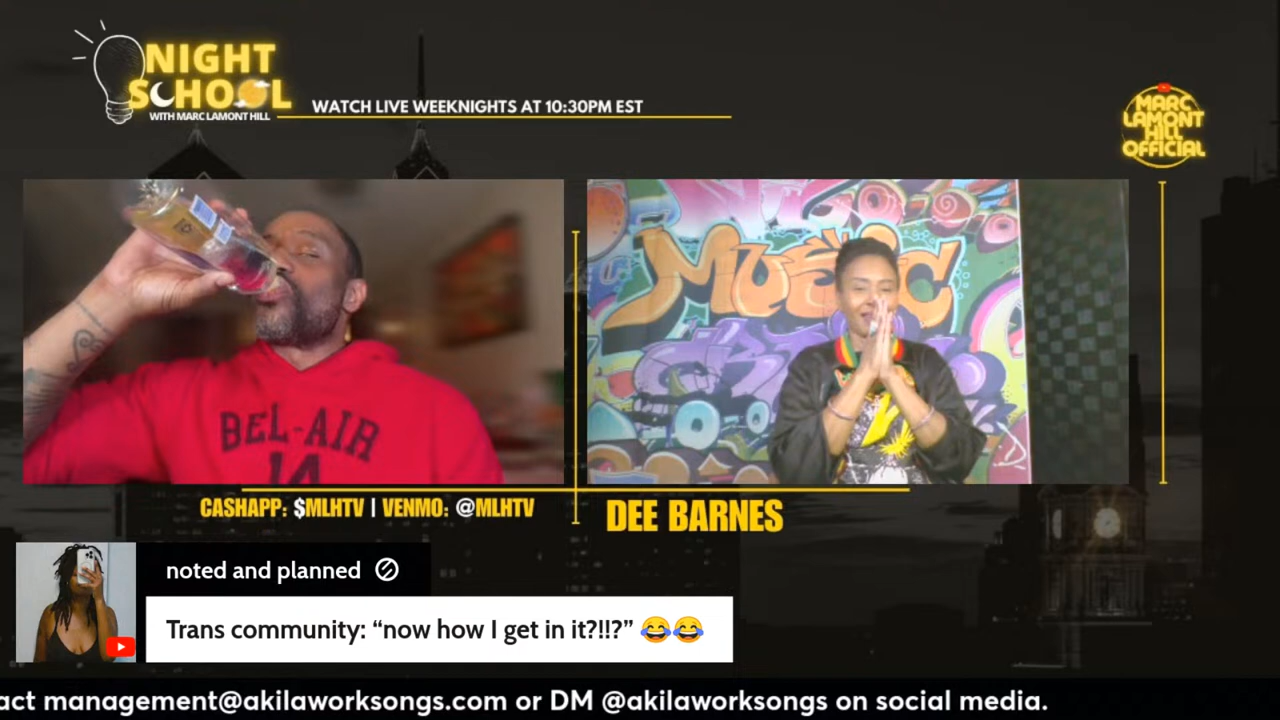 NIGHT
SCHOOL
WITH MARC LAMONT HILL
WATCH LIVE WEEKNIGHTS AT 10:30PM EST
MARC
LAMONT
HILL
OFFICIAL
MUSIC
BEL-AIR
14
CASHAPP: $MLHTV | VENMO: @MLHTV
DEE BARNES
noted and planned
Trans community: “now how I get in it?!!?” 😂😂
act management@akilaworksongs.com or DM @akilaworksongs on social media.